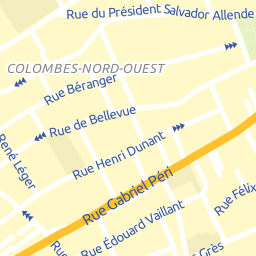 Rue du Président Salvador Allende
COLOMBES-NORD-OUEST
Rue Béranger
Rue de Bellevue
René Léger
Rue Henri Dunant
Rue Gabriel Péri
Rue Félix
Rue Édouard Vaillant
Rue
Grès